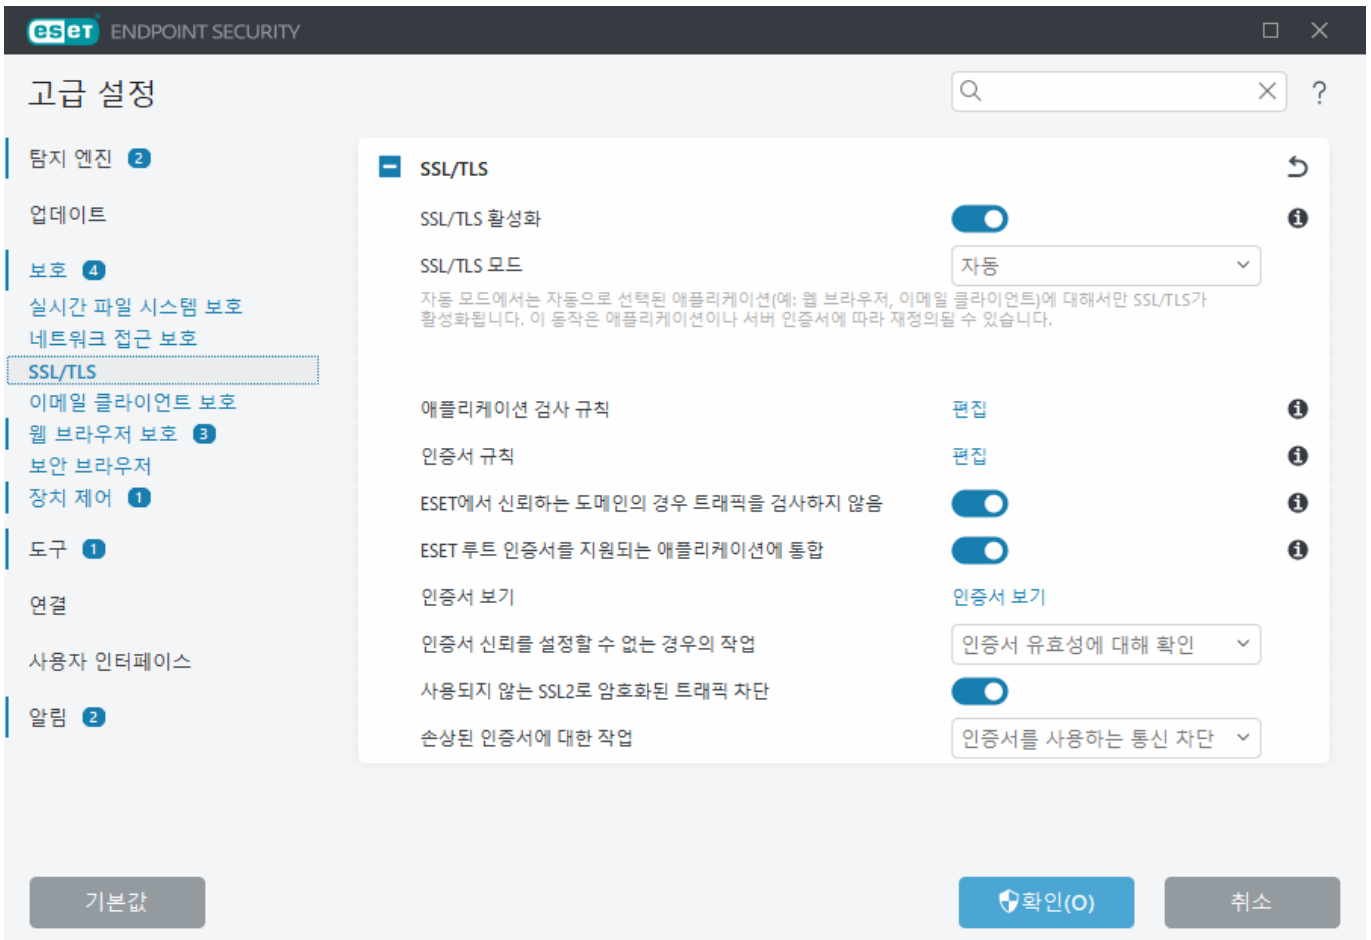 eset ENDPOINT SECURITY
고급 설정
?
탐지 엔진 2
업데이트
보호 4
실시간 파일 시스템 보호
네트워크 접근 보호
SSL/TLS
이메일 클라이언트 보호
웹 브라우저 보호 3
보안 브라우저
장치 제어 1
도구 1
연결
사용자 인터페이스
알림 2
SSL/TLS
SSL/TLS 활성화
SSL/TLS 모드 자동
자동 모드에서는 자동으로 선택된 애플리케이션(예: 웹 브라우저, 이메일 클라이언트)에 대해서만 SSL/TLS가
활성화됩니다. 이 동작은 애플리케이션이나 서버 인증서에 따라 재정의될 수 있습니다.
애플리케이션 검사 규칙 편집
인증서 규칙 편집
ESET에서 신뢰하는 도메인의 경우 트래픽을 검사하지 않음
ESET 루트 인증서를 지원되는 애플리케이션에 통합
인증서 보기 인증서 보기
인증서 신뢰를 설정할 수 없는 경우의 작업 인증서 유효성에 대해 확인
사용되지 않는 SSL2로 암호화된 트래픽 차단
손상된 인증서에 대한 작업 인증서를 사용하는 통신 차단
기본값 확인(O) 취소